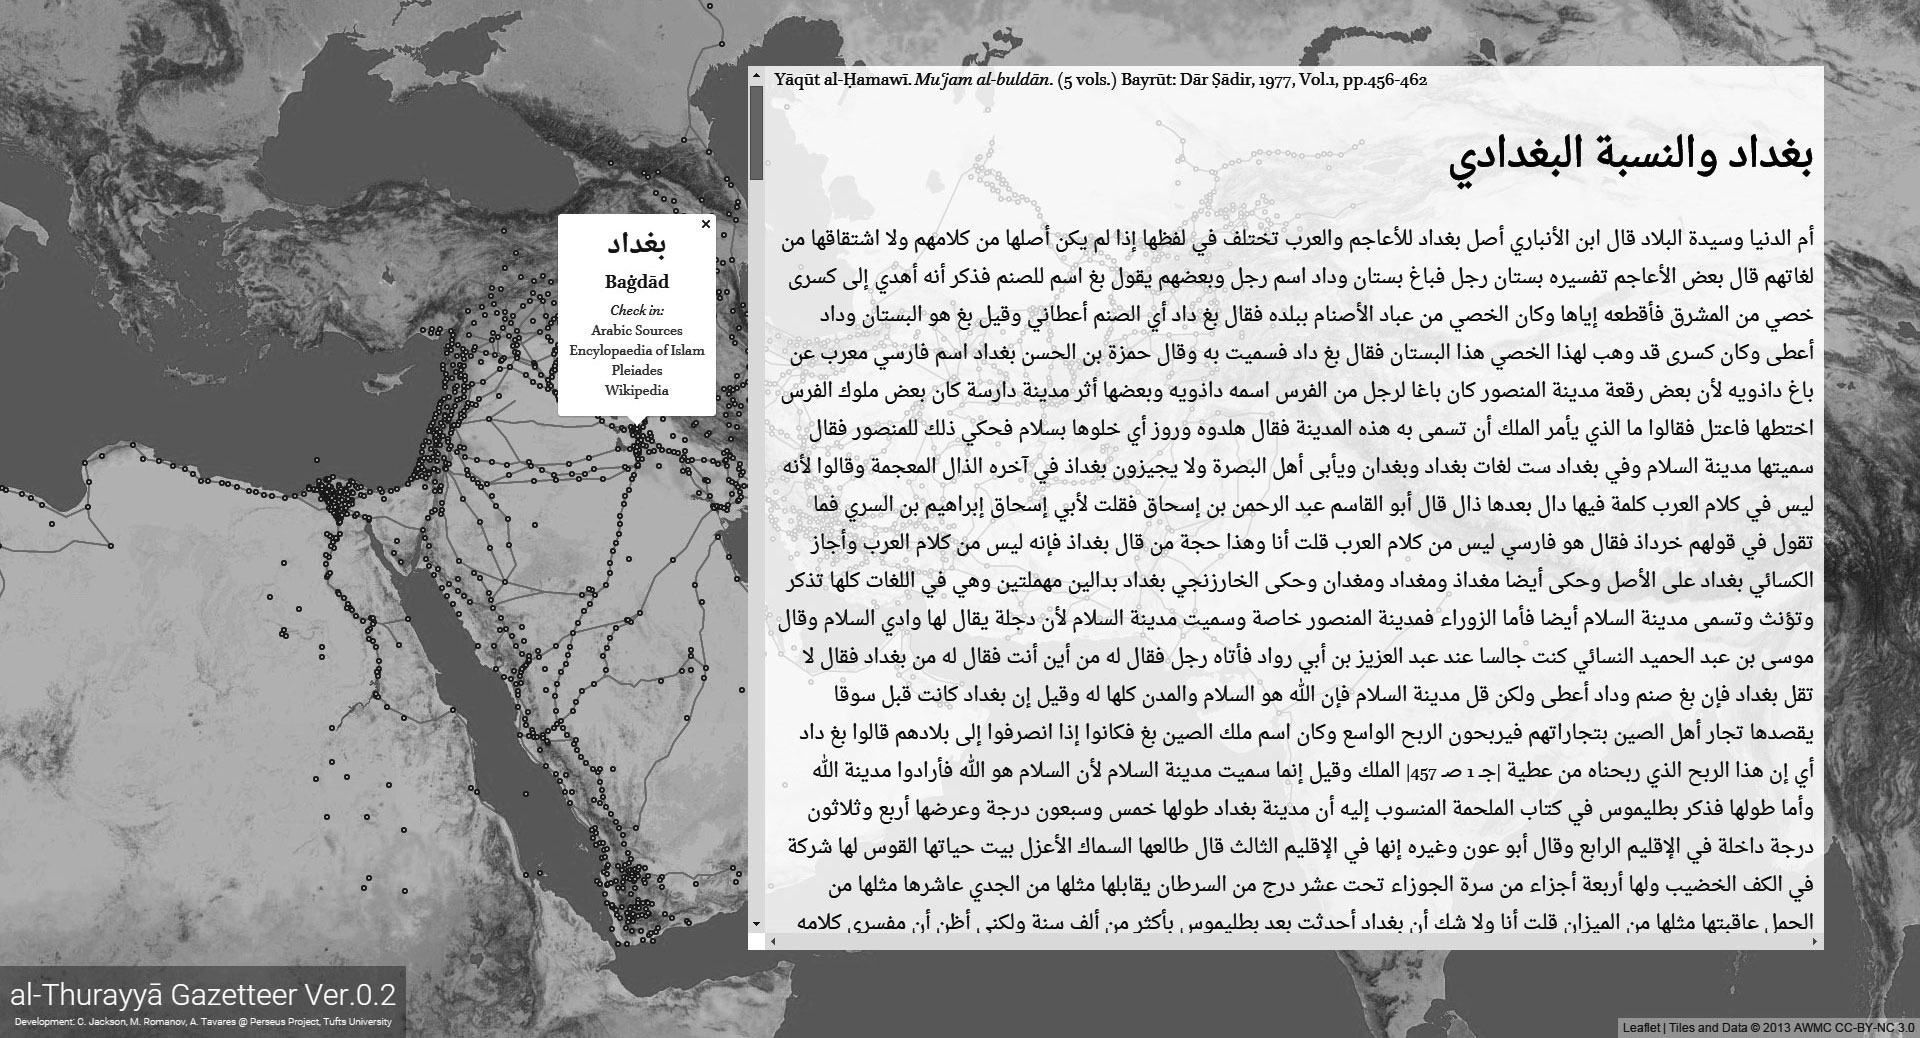 Yāqūt al-Ḥamawī. Mu‘jam al-buldān. (5 vols.) Bayrūt: Dār Ṣādir, 1977, Vol.1, pp.456-462
بغداد والنسبة البغدادي
أم الدنيا وسيدة البلاد قال ابن الأنباري أصل بغداد للأعاجم والعرب تختلف في لفظها إذا لم يكن أصلها من كلامهم ولا اشتقاقها من
لغاتهم قال بعض الأعاجم تفسيره بستان رجل فباغ بستان وداد اسم رجل وبعضهم يقول بغ اسم للصنم فذكر أنه أهدي إلى كسرى
خصي من المشرق فأقطعه إياها وكان الخصي من عباد الأصنام ببلده فقال بغ داد أي الصنم أعطاني وقيل بغ هو البستان وداد
أعطى وكان كسرى قد وهب لهذا الخصي هذا البستان فقال بغ داد فسميت به وقال حمزة بن الحسن بغداد اسم فارسي معرب عن
باغ داذويه لأن بعض رقعة مدينة المنصور كان باغا لرجل من الفرس اسمه داذويه وبعضها أثر مدينة دارسة كان بعض ملوك الفرس
اختطها فاعتل فقالوا ما الذي يأمر الملك أن تسمى به هذه المدينة فقال هلدوه وروز أي خلوها بسلام فحكي ذلك للمنصور فقال
سميتها مدينة السلام وفي بغداد ست لغات بغداد وبغدان ويأبى أهل البصرة ولا يجيزون بغداذ في آخره الذال المعجمة وقالوا لأنه
ليس في كلام العرب كلمة فيها دال بعدها ذال قال أبو القاسم عبد الرحمن بن إسحاق فقلت لأبي إسحاق إبراهيم بن السري فما
تقول في قولهم خرداذ فقال هو فارسي ليس من كلام العرب قلت أنا وهذا حجة من قال بغداذ فإنه ليس من كلام العرب وأجاز
الكسائي بغداد على الأصل وحكى أيضا مغداذ ومغداد ومغدان وحكى الخارزنجي بغداد بدالين مهملتين وهي في اللغات كلها تذكر
وتؤنث وتسمى مدينة السلام أيضا فأما الزوراء فمدينة المنصور خاصة وسميت مدينة السلام لأن دجلة يقال لها وادي السلام وقال
موسى بن عبد الحميد النسائي كنت جالسا عند عبد العزيز بن أبي رواد فأتاه رجل فقال له من أين أنت فقال له من بغداد فقال لا
تقل بغداد فإن بغ صنم وداد أعطى ولكن قل مدينة السلام فإن الله هو السلام والمدن كلها له وقيل إن بغداد كانت قبل سوقا
يقصدها تجار أهل الصين بتجاراتهم فيربحون الربح الواسع وكان اسم ملك الصين بغ فكانوا إذا انصرفوا إلى بلادهم قالوا بغ داد
أي إن هذا الربح الذي ربحناه من عطية |جـ 1 صـ 457| الملك وقيل إنما سميت مدينة السلام لأن السلام هو الله فأرادوا مدينة الله
وأما طولها فذكر بطليموس في كتاب الملحمة المنسوب إليه أن مدينة بغداد طولها خمس وسبعون درجة وعرضها أربع وثلاثون
درجة داخلة في الإقليم الرابع وقال أبو عون وغيره إنها في الإقليم الثالث قال طالعها السماك الأعزل بيت حياتها القوس لها شركة
في الكف الخضيب ولها أربعة أجزاء من سرة الجوزاء تحت عشر درج من السرطان يقابلها مثلها من الجدي عاشرها مثلها من
الحمل عاقبتها مثلها من الميزان قلت أنا ولا شك أن بغداد أحدثت بعد بطليموس بأكثر من ألف سنة ولكني أظن أن مفسري كلامه
بغداد
Baġdād
Check in:
Arabic Sources
Encylopaedia of Islam
Pleiades
Wikipedia
al-Thurayyā Gazetteer Ver.0.2
Development: C. Jackson, M. Romanov, A. Tavares @ Perseus Project, Tufts University
Leaflet | Tiles and Data © 2013 AWMC CC-BY-NC 3.0